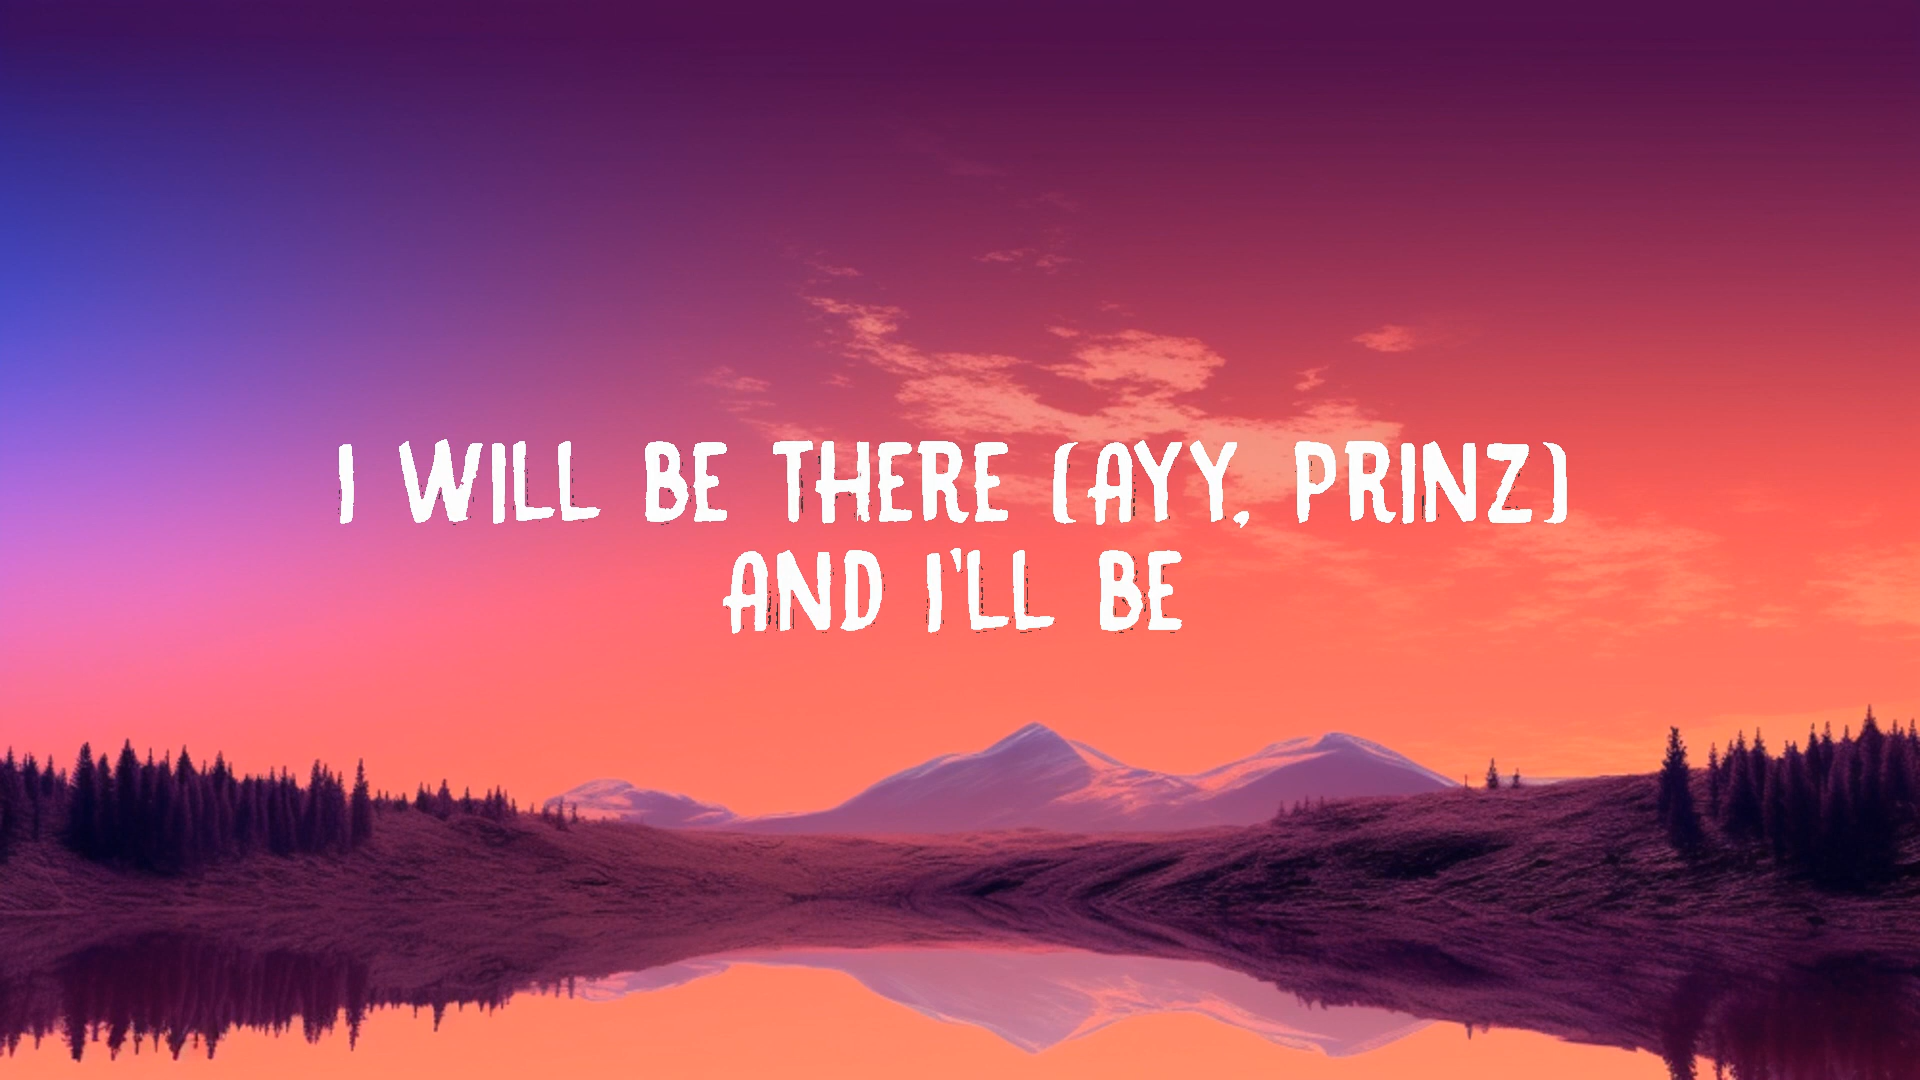 I WILL BE THERE (AYY, PRINZ)
AND I'LL BE